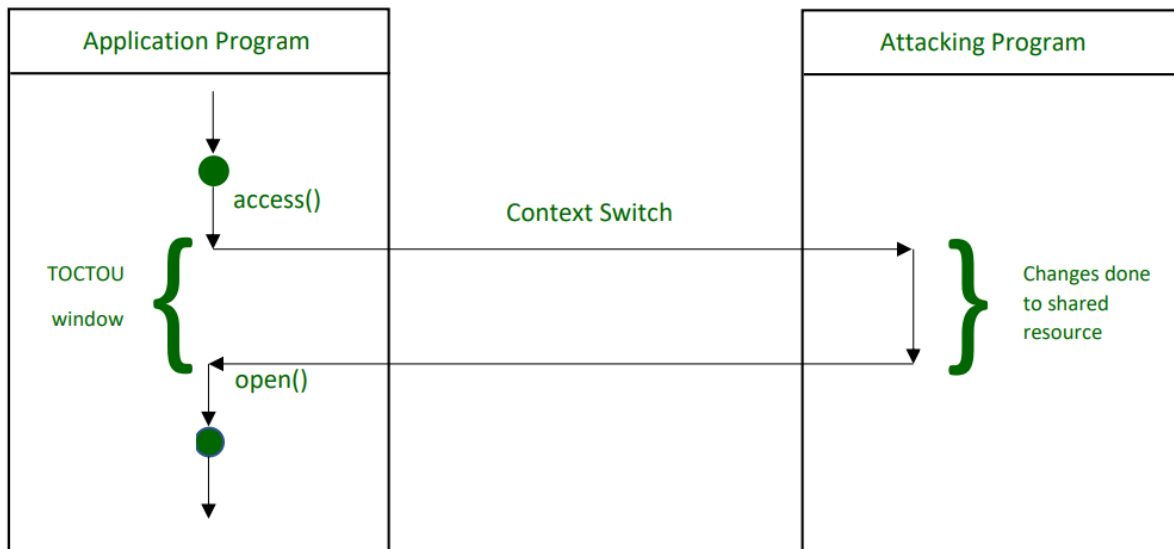 Application Program
Attacking Program
access()
Context Switch
TOCTOU
window
Changes done
to shared
resource
open()